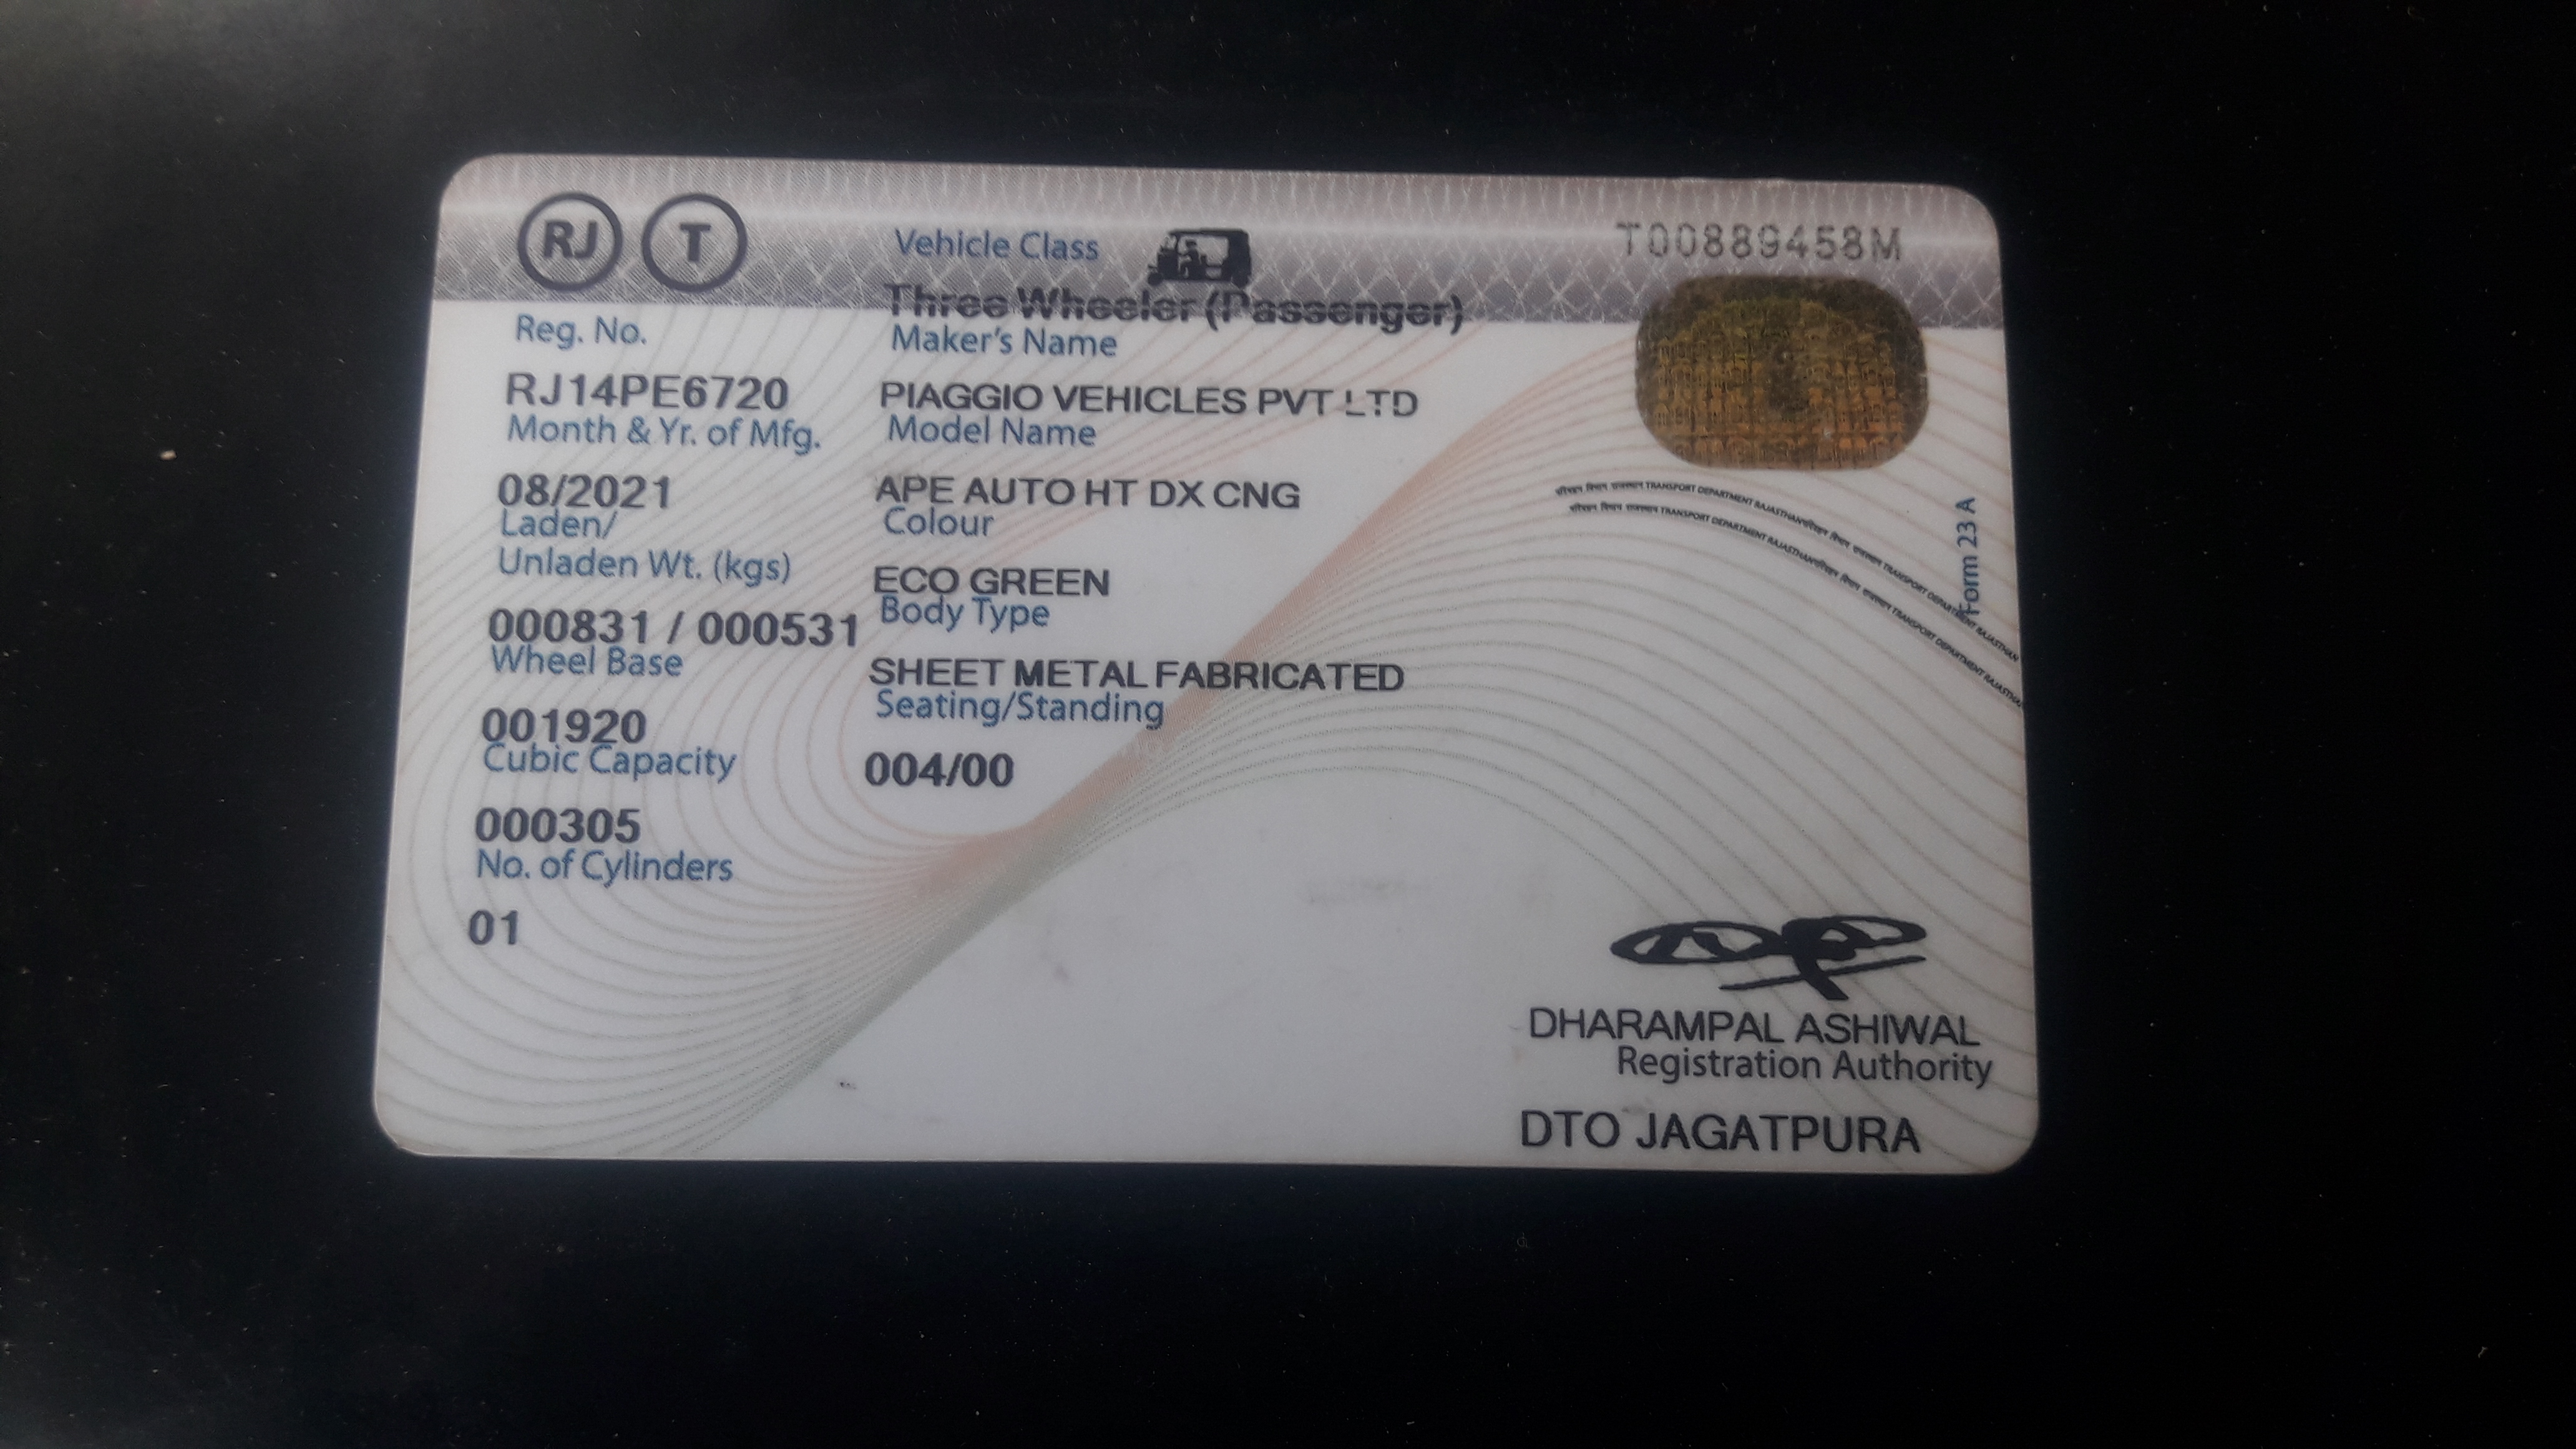 RJ T
Vehicle Class
T00889458M
Three Wheeler (Passenger)
Reg. No.
RJ14PE6720
Month & Yr. of Mfg.
08/2021
Laden/
Unladen Wt. (kgs)
000831 / 000531
Wheel Base
001920
Cubic Capacity
000305
No. of Cylinders
01
Maker's Name
PIAGGIO VEHICLES PVT LTD
Model Name
APE AUTO HT DX CNG
Colour
ECO GREEN
Body Type
SHEET METAL FABRICATED
Seating/Standing
004/00
Form 23 A
DHARAMPAL ASHIWAL
Registration Authority
DTO JAGATPURA